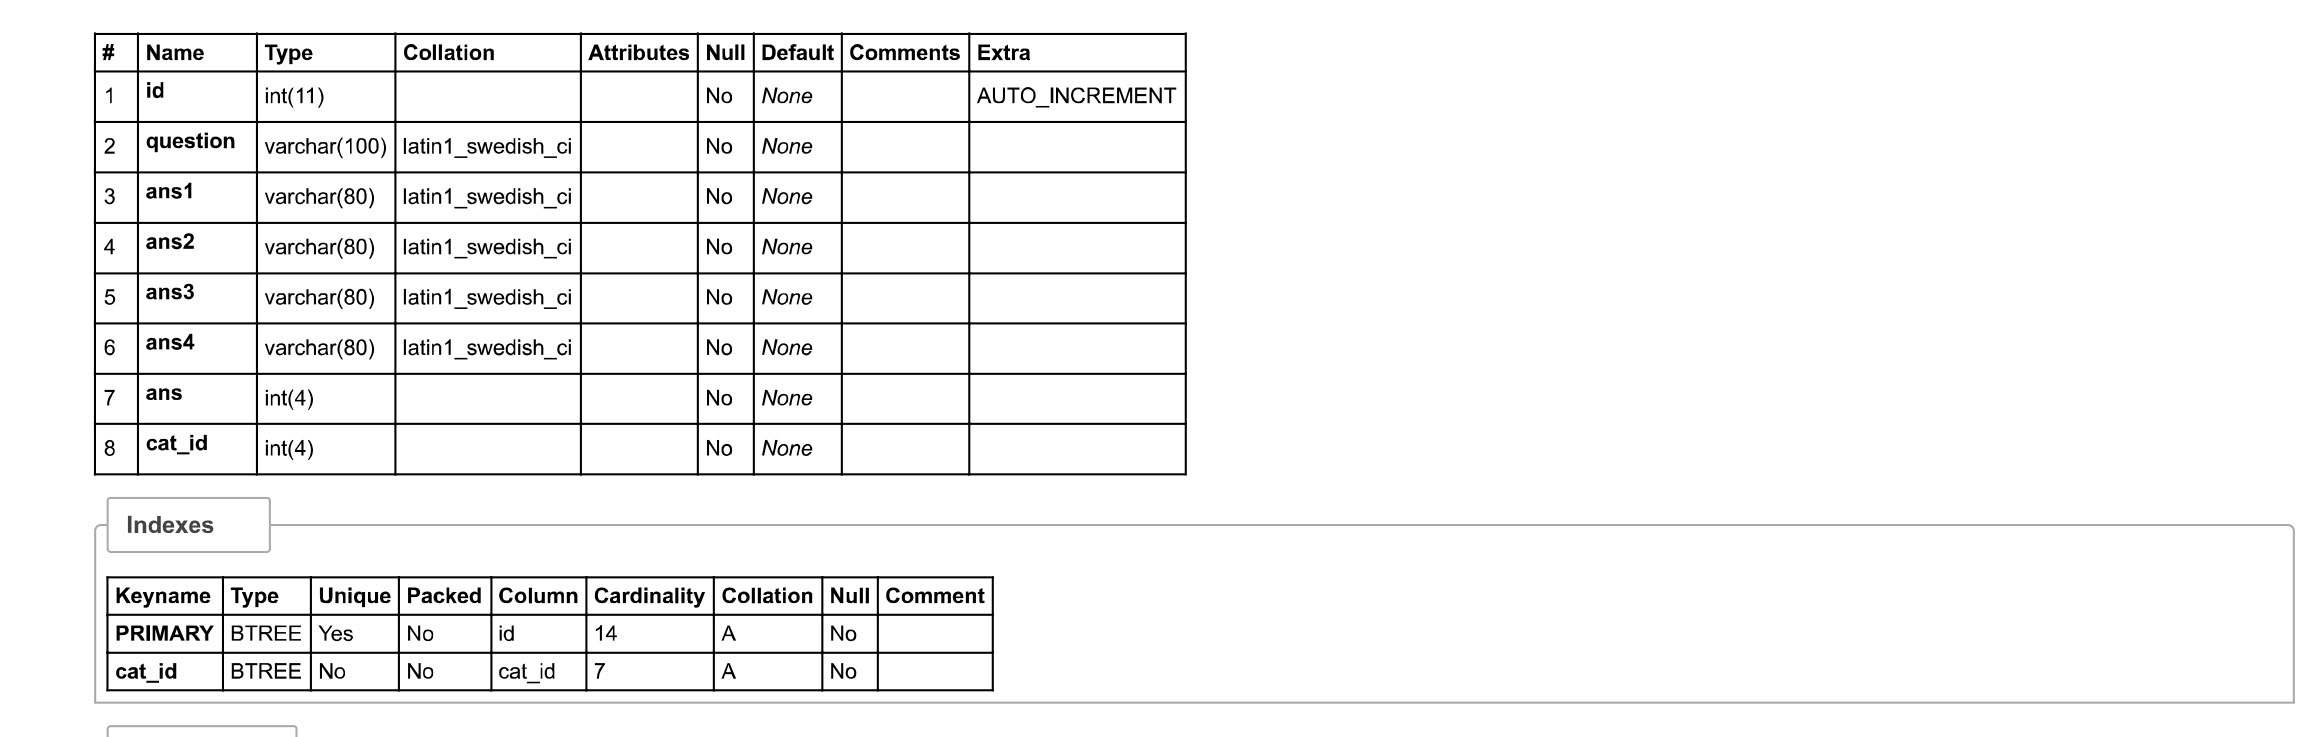 # Name Type Collation Attributes Null Default Comments Extra
1 id int(11) No None AUTO_INCREMENT
2 question varchar(100) latin1_swedish_ci No None
3 ans1 varchar(80) latin1_swedish_ci No None
4 ans2 varchar(80) latin1_swedish_ci No None
5 ans3 varchar(80) latin1_swedish_ci No None
6 ans4 varchar(80) latin1_swedish_ci No None
7 ans int(4) No None
8 cat_id int(4) No None
Indexes
Keyname Type Unique Packed Column Cardinality Collation Null Comment
PRIMARY BTREE Yes No id 14 A No
cat_id BTREE No No cat_id 7 A No